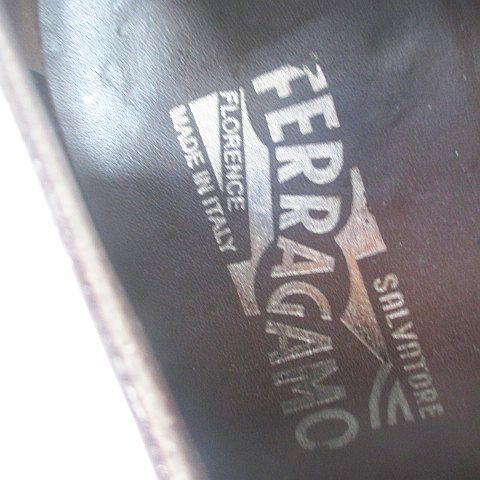 SALVATORE
FERRAGAMO
FLORENCE
MADE IN ITALY